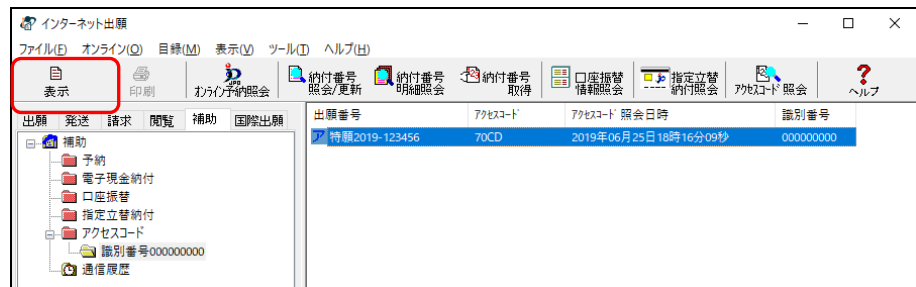 インターネット出願
ファイル(F) オンライン(O) 目録(M) 表示(V) ツール(T) ヘルプ(H)
表示
印刷
オンライン予納照会
納付番号
照会/更新
納付番号
明細照会
納付番号
取得
口座振替
情報照会
指定立替
納付照会
アクセスコード照会
ヘルプ
出願 発送 請求 閲覧 補助 国際出願
補助
予納
電子現金納付
口座振替
指定立替納付
アクセスコード
識別番号000000000
通信履歴
出願番号 アクセスコード アクセスコード照会日時 識別番号
ア 特願2019-123456 70CD 2019年06月25日18時16分09秒 000000000